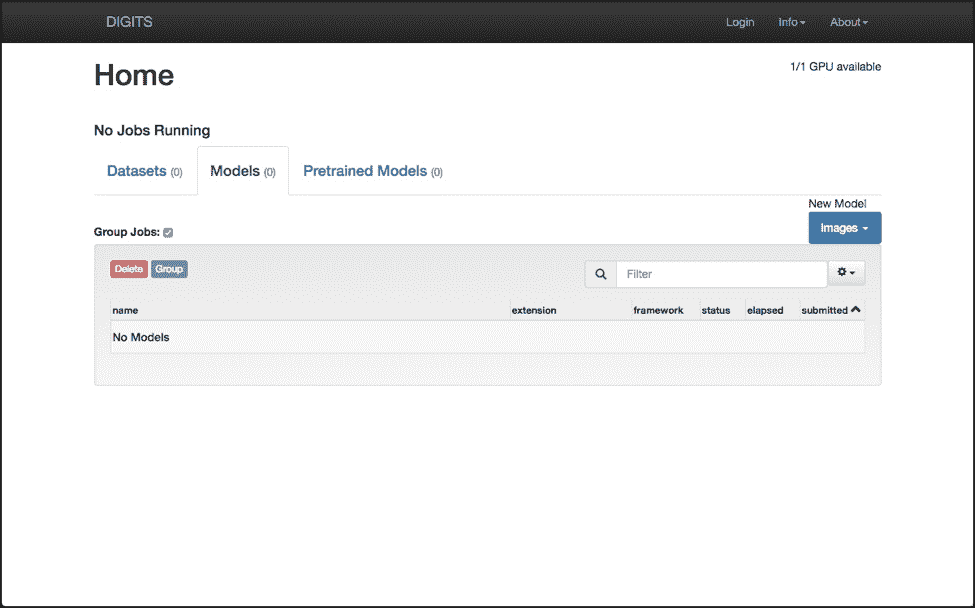 DIGITS Login Info About
Home
1/1 GPU available
No Jobs Running
Datasets (0) Models (0) Pretrained Models (0)
New Model
Images
Group Jobs:
Delete Group Filter
name extension framework status elapsed submitted
No Models